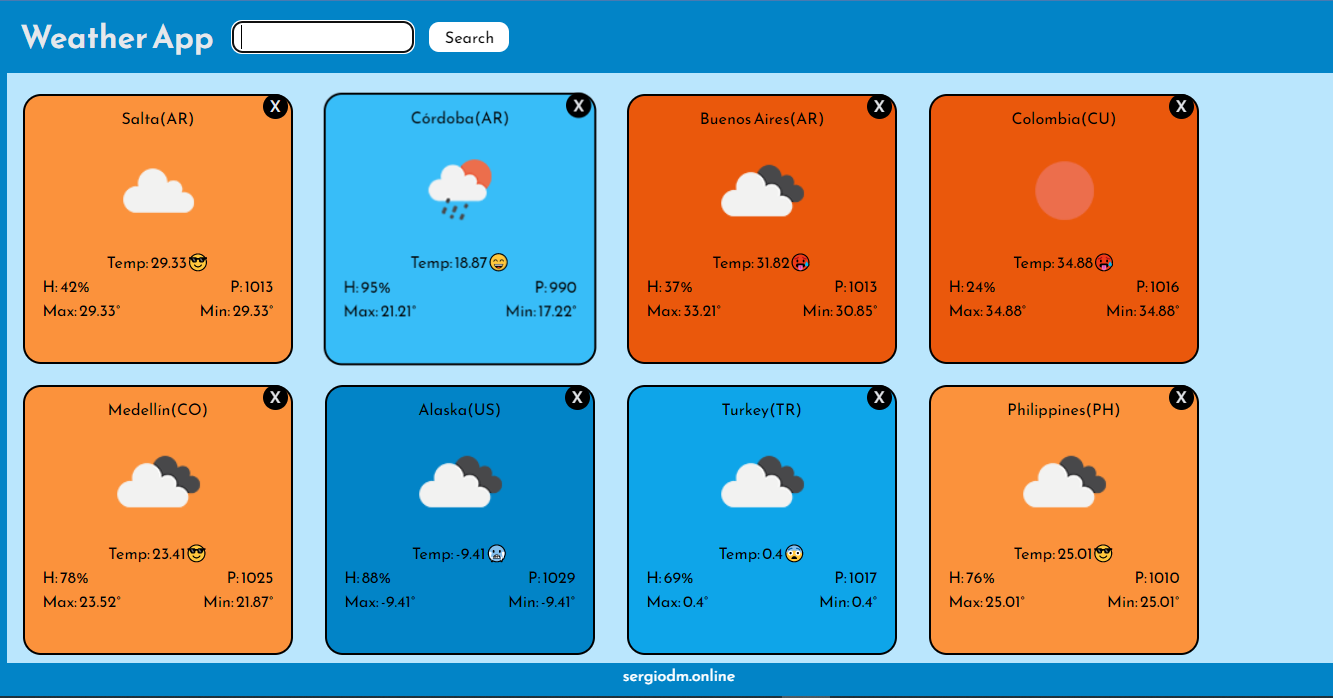 Weather App
Search
X
Salta(AR)
Temp: 29.33😎
H: 42% P: 1013
Max: 29.33° Min: 29.33°
X
Córdoba(AR)
Temp: 18.87😄
H: 95% P: 990
Max: 21.21° Min: 17.22°
X
Buenos Aires(AR)
Temp: 31.82🥵
H: 37% P: 1013
Max: 33.21° Min: 30.85°
X
Colombia(CU)
Temp: 34.88🥵
H: 24% P: 1016
Max: 34.88° Min: 34.88°
X
Medellín(CO)
Temp: 23.41😎
H: 78% P: 1025
Max: 23.52° Min: 21.87°
X
Alaska(US)
Temp: -9.41🥶
H: 88% P: 1029
Max: -9.41° Min: -9.41°
X
Turkey(TR)
Temp: 0.4😨
H: 69% P: 1017
Max: 0.4° Min: 0.4°
X
Philippines(PH)
Temp: 25.01😎
H: 76% P: 1010
Max: 25.01° Min: 25.01°
sergiodm.online